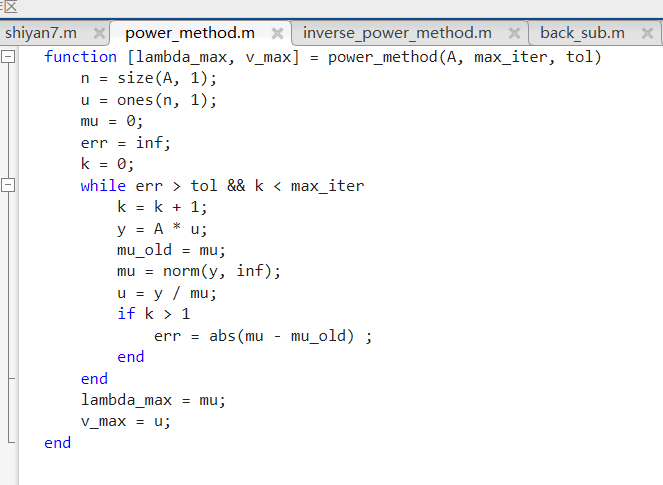 作区
shiyan7.m × power_method.m × inverse_power_method.m × back_sub.m ×
function [lambda_max, v_max] = power_method(A, max_iter, tol)
    n = size(A, 1);
    u = ones(n, 1);
    mu = 0;
    err = inf;
    k = 0;
    while err > tol && k < max_iter
        k = k + 1;
        y = A * u;
        mu_old = mu;
        mu = norm(y, inf);
        u = y / mu;
        if k > 1
            err = abs(mu - mu_old) ;
        end
    end
    lambda_max = mu;
    v_max = u;
end